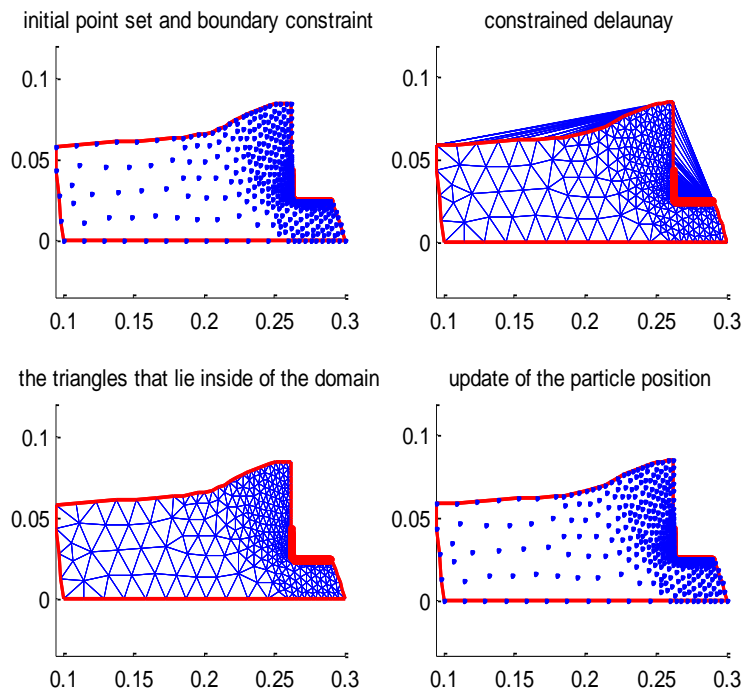 initial point set and boundary constraint
0.1
0.05
0
0.1 0.15 0.2 0.25 0.3
constrained delaunay
0.1
0.05
0
0.1 0.15 0.2 0.25 0.3
the triangles that lie inside of the domain
0.1
0.05
0
0.1 0.15 0.2 0.25 0.3
update of the particle position
0.1
0.05
0
0.1 0.15 0.2 0.25 0.3